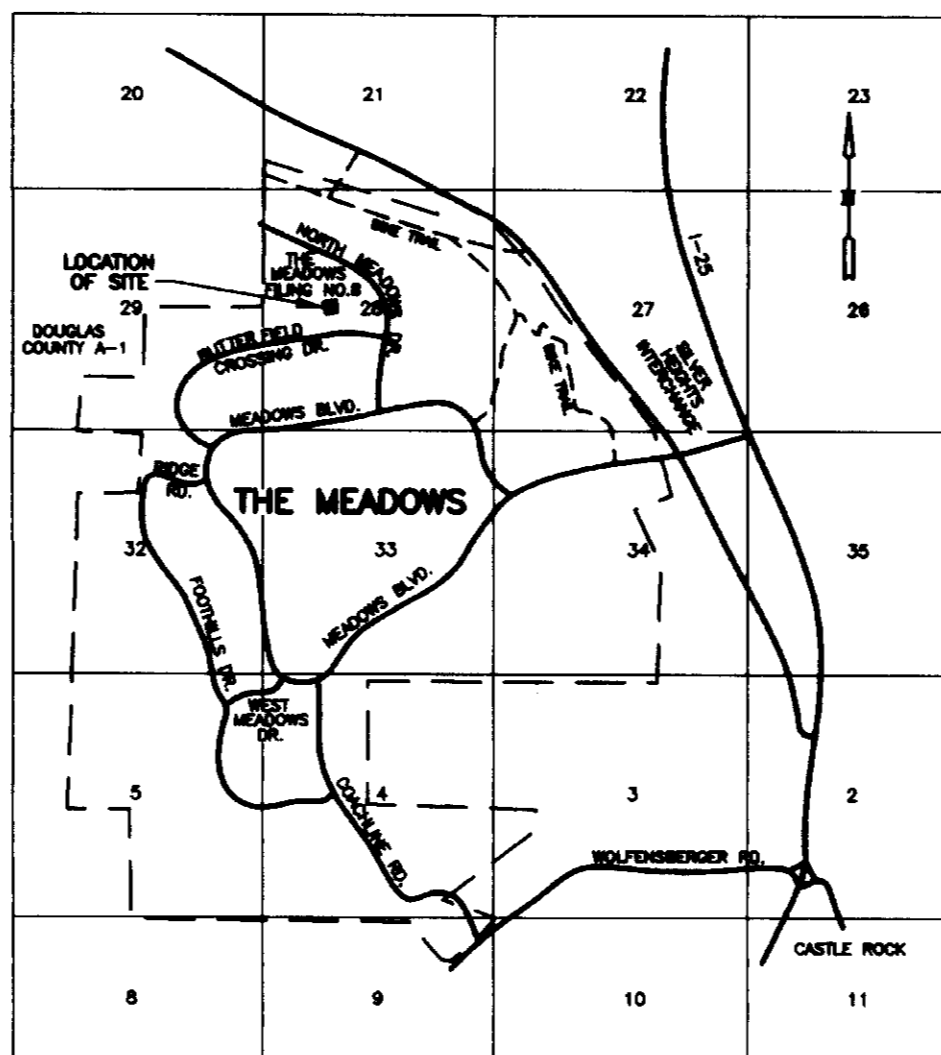 20
21
22
23
I-25
NORTH MEADOWS DR.
BIKE TRAIL
LOCATION
OF SITE
THE
MEADOWS
FILING NO.8
29
28
27
26
DOUGLAS
COUNTY A-1
BUTTERFIELD
CROSSING DR.
BIKE TRAIL
SILVER
HEIGHTS
INTERCHANGE
MEADOWS BLVD.
RIDGE
RD.
THE MEADOWS
32
33
34
35
FOOTHILLS DR.
MEADOWS BLVD.
WEST
MEADOWS
DR.
5
4
3
2
COACHLINE RD.
WOLFENSBERGER RD.
CASTLE ROCK
8
9
10
11